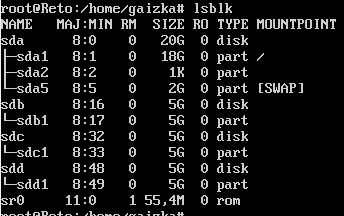 root@Reto:/home/gaizka# lsblk
NAME   MAJ:MIN RM  SIZE RO TYPE MOUNTPOINT
sda      8:0    0   20G  0 disk
├─sda1   8:1    0   18G  0 part /
├─sda2   8:2    0    1K  0 part
└─sda5   8:5    0    2G  0 part [SWAP]
sdb      8:16   0    5G  0 disk
└─sdb1   8:17   0    5G  0 part
sdc      8:32   0    5G  0 disk
└─sdc1   8:33   0    5G  0 part
sdd      8:48   0    5G  0 disk
└─sdd1   8:49   0    5G  0 part
sr0     11:0    1 55,4M  0 rom
root@Reto:/home/gaizka#